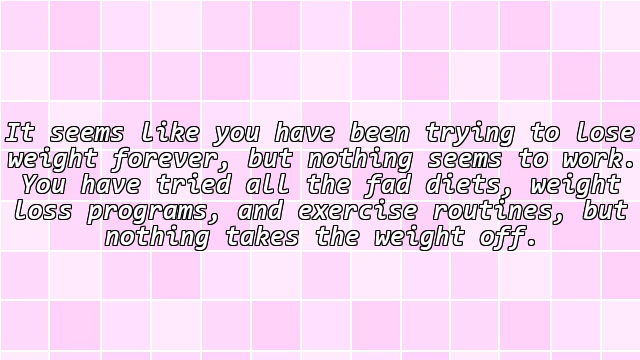 It seems like you have been trying to lose
weight forever, but nothing seems to work.
You have tried all the fad diets, weight
loss programs, and exercise routines, but
nothing takes the weight off.